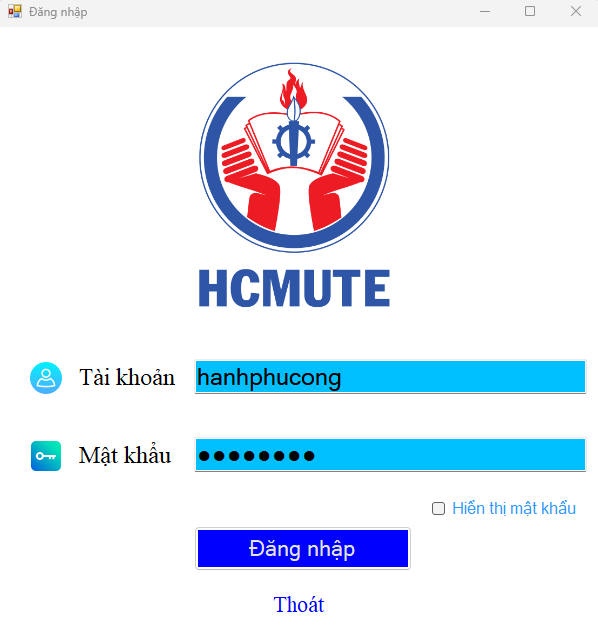 Đăng nhập
HCMUTE
Tài khoản
hanhphucong
Mật khẩu
●●●●●●●●
Hiển thị mật khẩu
Đăng nhập
Thoát